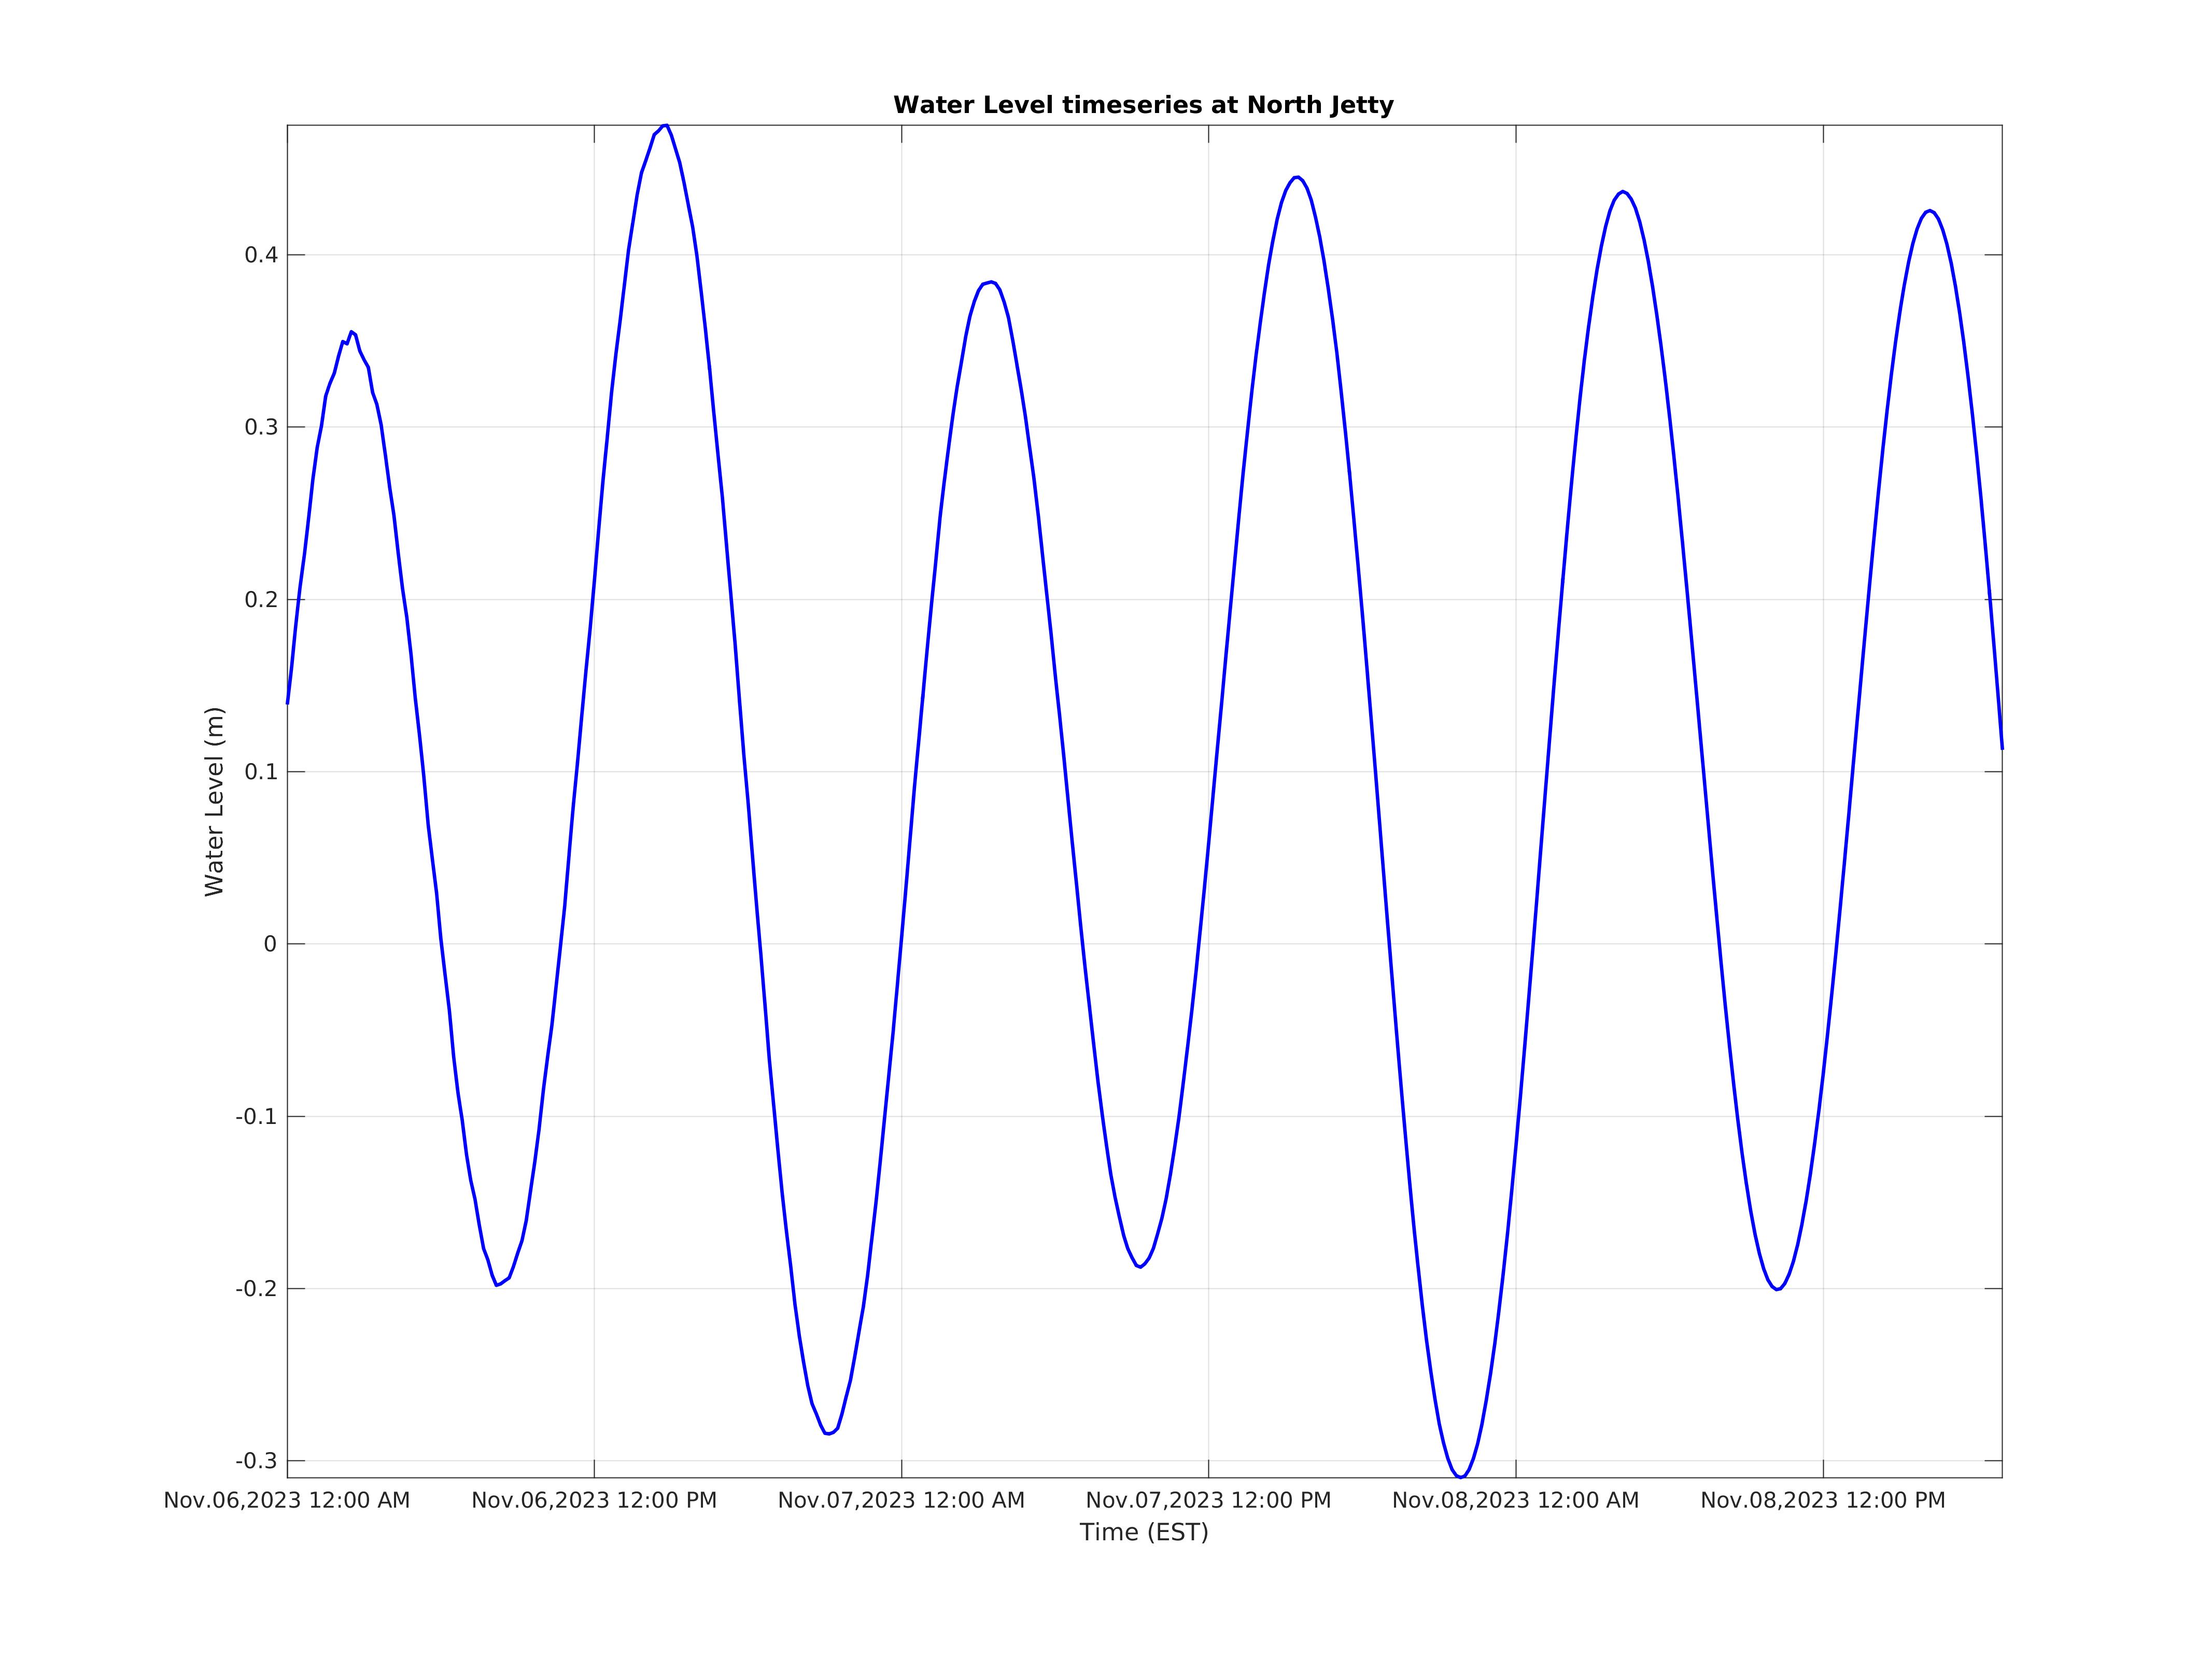 Water Level timeseries at North Jetty
0.4
0.3
0.2
0.1
0
-0.1
-0.2
-0.3
Water Level (m)
Nov.06,2023 12:00 AM
Nov.06,2023 12:00 PM
Nov.07,2023 12:00 AM
Nov.07,2023 12:00 PM
Nov.08,2023 12:00 AM
Nov.08,2023 12:00 PM
Time (EST)